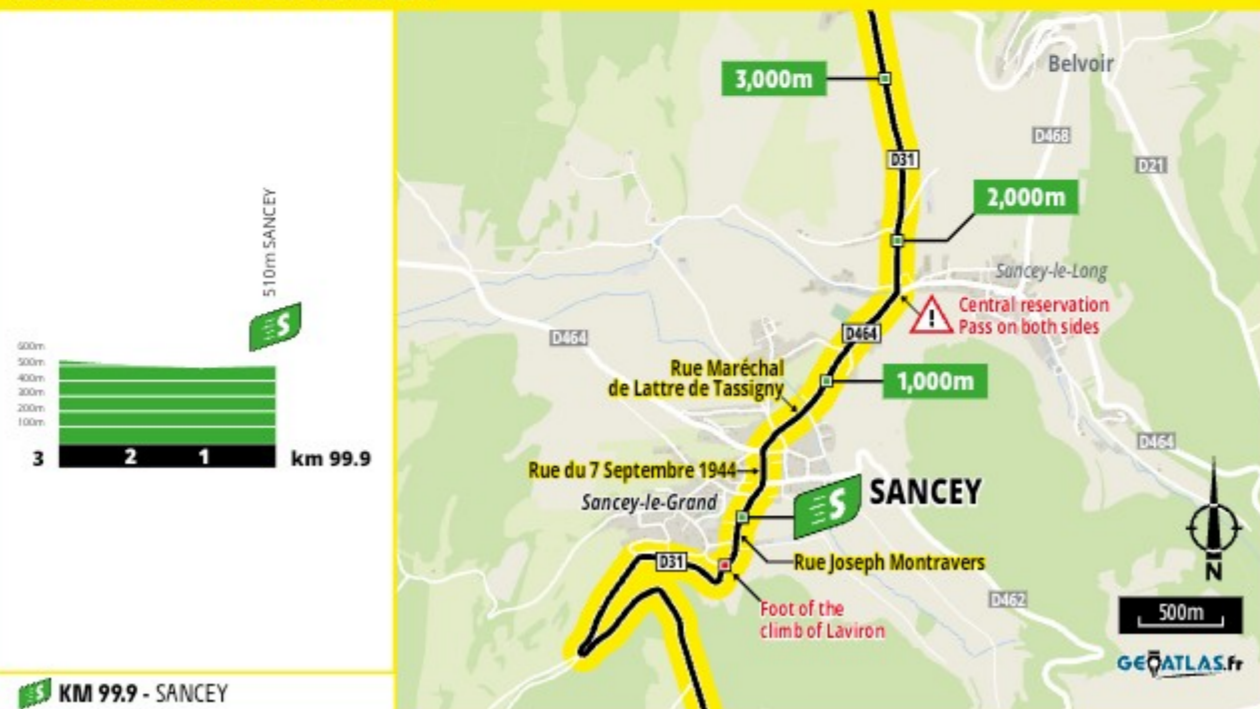 510m SANCEY
S
600m
500m
400m
300m
200m
100m
3 2 1 km 99.9
KM 99.9 - SANCEY
3,000m
Belvoir
D468
D31
D21
2,000m
Sancey-le-Long
Central reservation
Pass on both sides
D464
D464
Rue Maréchal
de Lattre de Tassigny
1,000m
D464
Rue du 7 Septembre 1944
Sancey-le-Grand
S
SANCEY
D31
Rue Joseph Montravers
Foot of the
climb of Laviron
D462
N
500m
GEOATLAS.fr